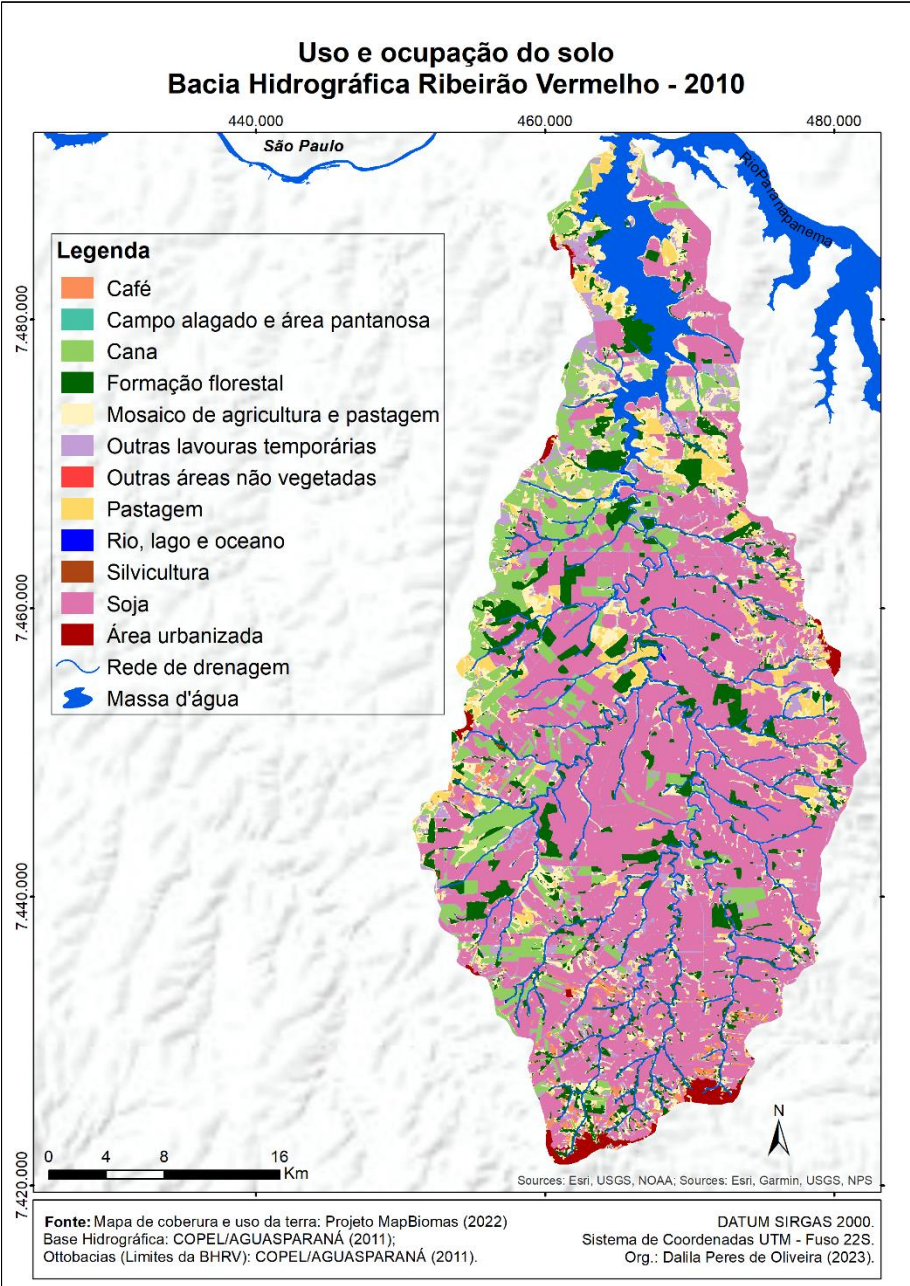 Uso e ocupação do solo
Bacia Hidrográfica Ribeirão Vermelho - 2010
440.000
460.000
480.000
São Paulo
RioParanapanema
Legenda
Café
Campo alagado e área pantanosa
Cana
Formação florestal
Mosaico de agricultura e pastagem
Outras lavouras temporárias
Outras áreas não vegetadas
Pastagem
Rio, lago e oceano
Silvicultura
Soja
Área urbanizada
Rede de drenagem
Massa d'água
7.480.000
7.460.000
7.440.000
7.420.000
N
0 4 8 16
Km
Sources: Esri, USGS, NOAA; Sources: Esri, Garmin, USGS, NPS
Fonte: Mapa de coberura e uso da terra: Projeto MapBiomas (2022)
Base Hidrográfica: COPEL/AGUASPARANÁ (2011);
Ottobacias (Limites da BHRV): COPEL/AGUASPARANÁ (2011).
DATUM SIRGAS 2000.
Sistema de Coordenadas UTM - Fuso 22S.
Org.: Dalila Peres de Oliveira (2023).